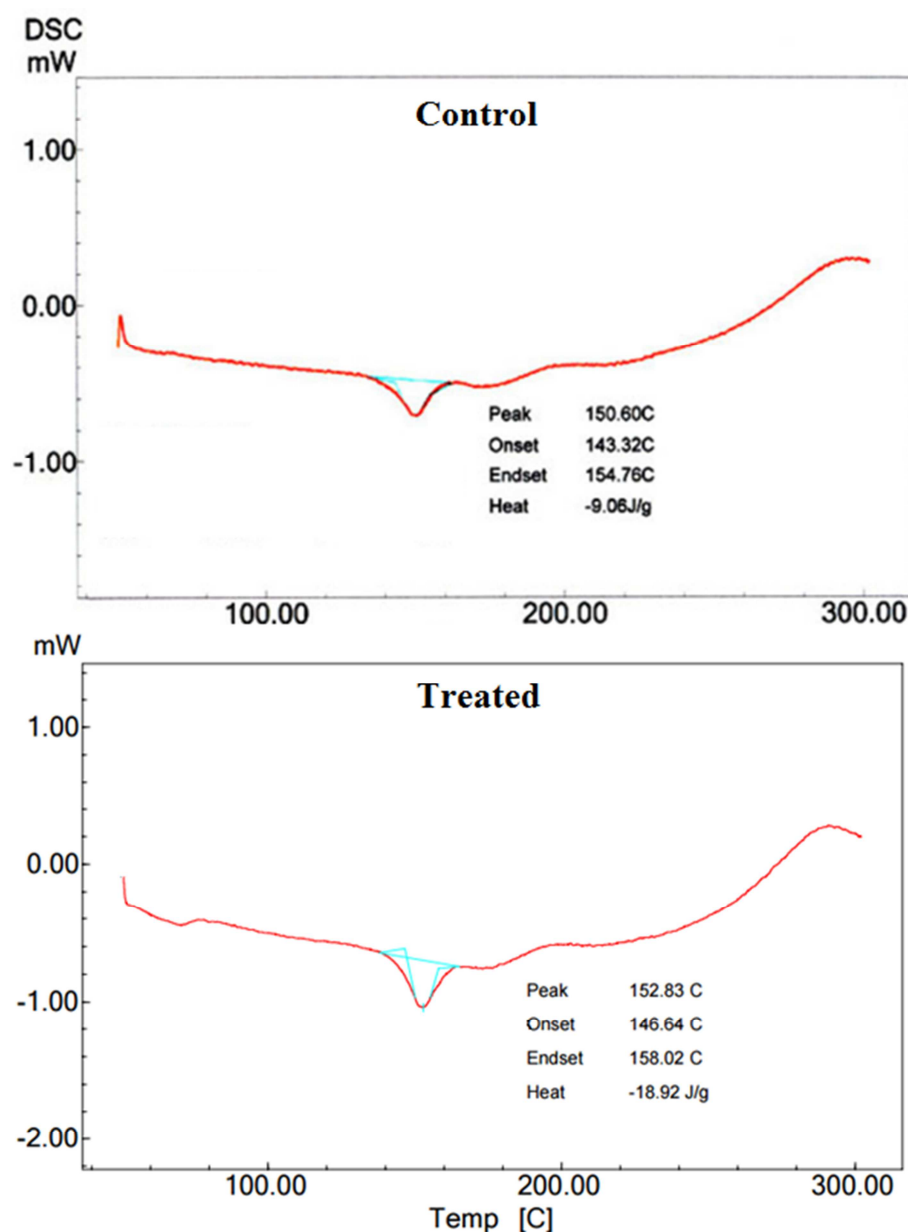 DSC
mW
Control
1.00
0.00
-1.00
Peak 150.60C
Onset 143.32C
Endset 154.76C
Heat -9.06J/g
100.00 200.00 300.00
mW
Treated
1.00
0.00
-1.00
-2.00
Peak 152.83 C
Onset 146.64 C
Endset 158.02 C
Heat -18.92 J/g
100.00 200.00 300.00
Temp [C]